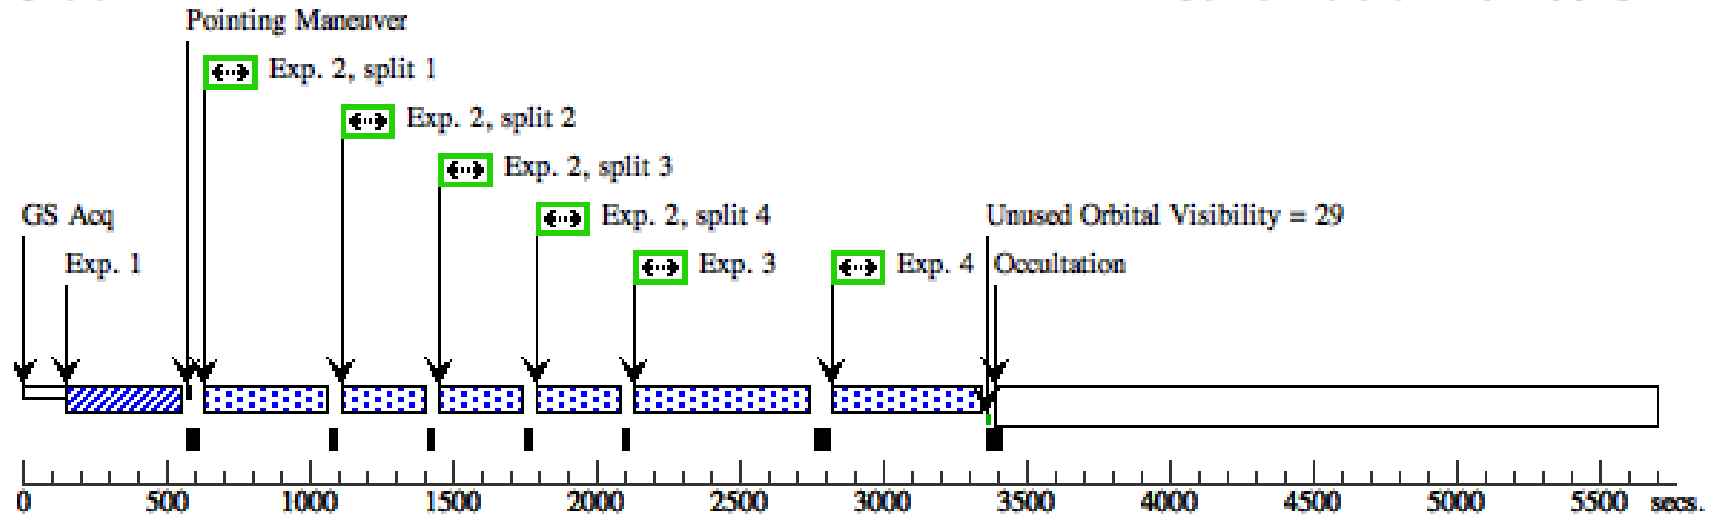 Pointing Maneuver
Exp. 2, split 1
Exp. 2, split 2
Exp. 2, split 3
GS Acq
Exp. 2, split 4
Unused Orbital Visibility = 29
Exp. 1
Exp. 3
Exp. 4
Occultation
0 500 1000 1500 2000 2500 3000 3500 4000 4500 5000 5500 secs.